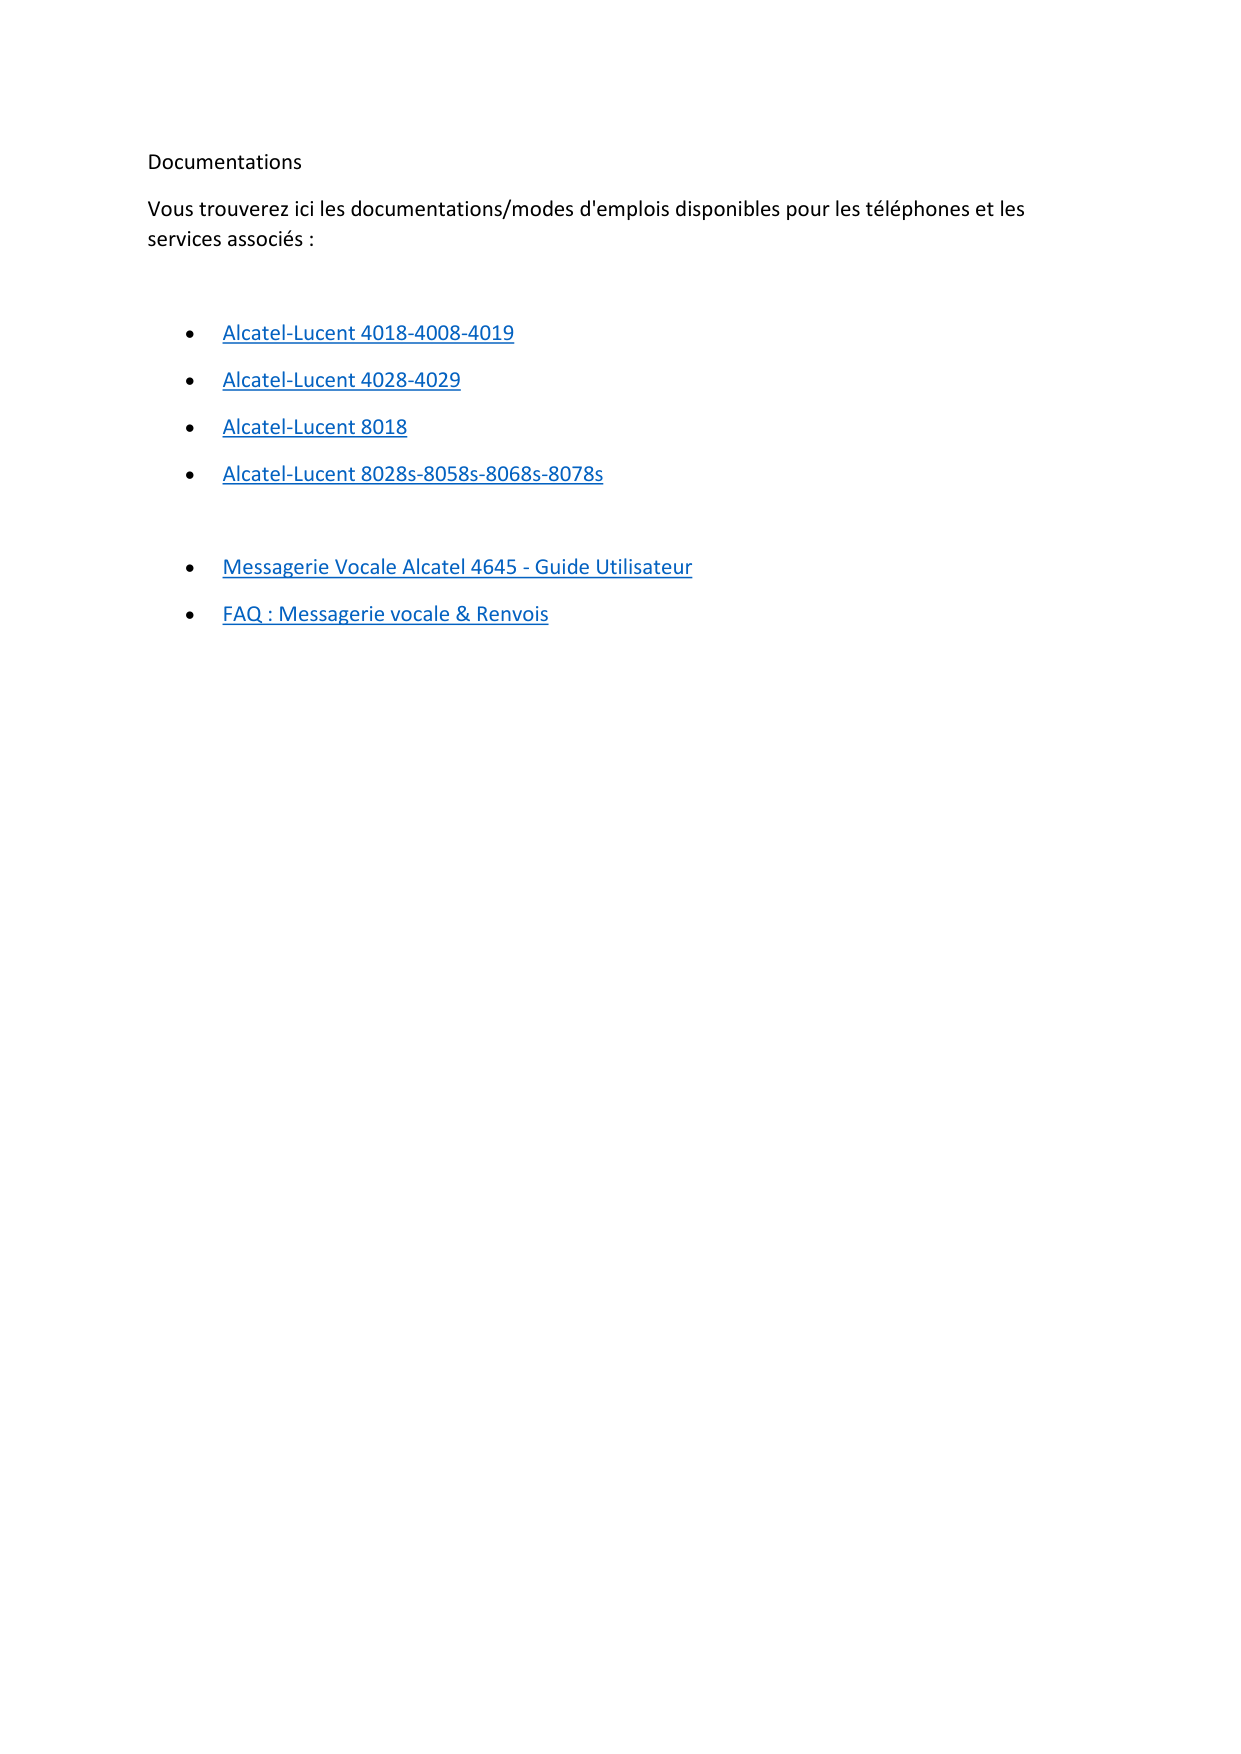 Documentations
Vous trouverez ici les documentations/modes d'emplois disponibles pour les téléphones et les
services associés :
• Alcatel-Lucent 4018-4008-4019
• Alcatel-Lucent 4028-4029
• Alcatel-Lucent 8018
• Alcatel-Lucent 8028s-8058s-8068s-8078s
• Messagerie Vocale Alcatel 4645 - Guide Utilisateur
• FAQ : Messagerie vocale & Renvois